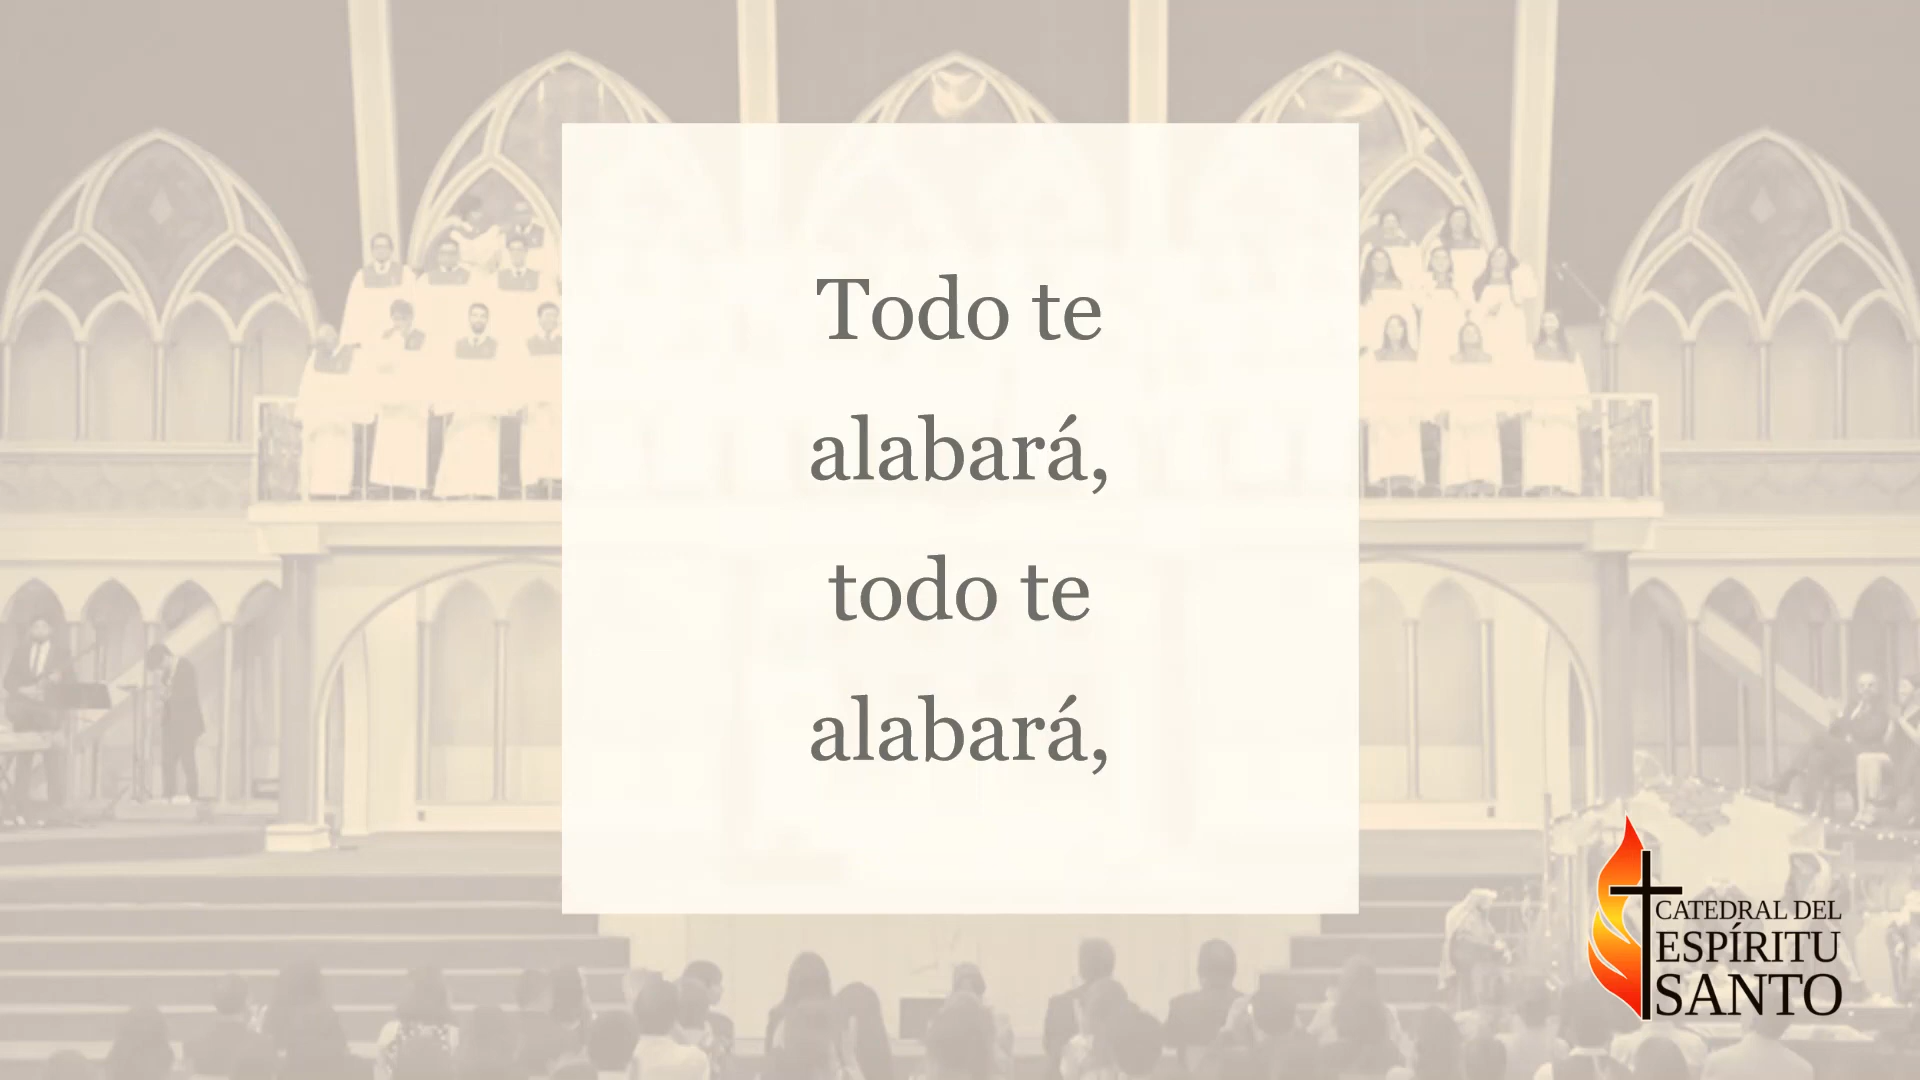 Todo te
alabará,
todo te
alabará,
CATEDRAL DEL
ESPÍRITU
SANTO